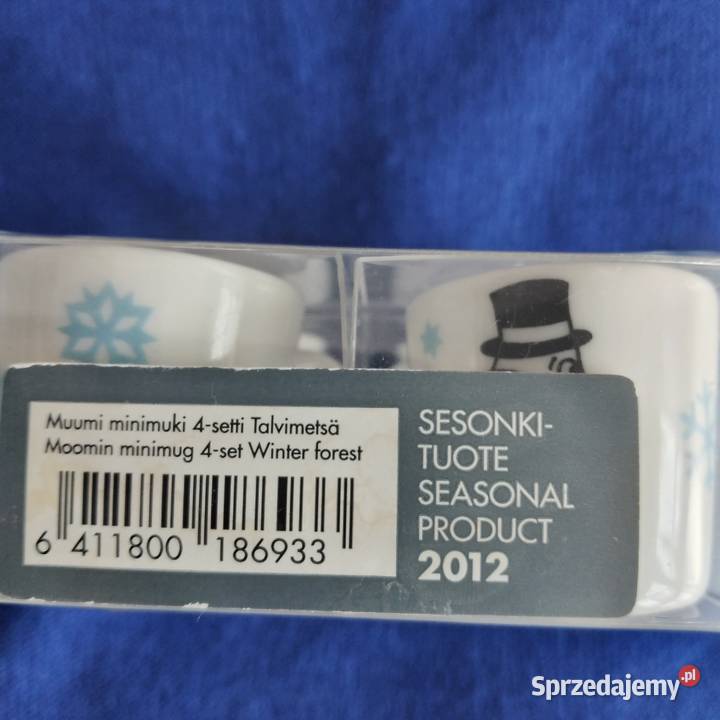 Muumi minimuki 4-setti Talvimetsä
Moomin minimug 4-set Winter forest
6 411800 186933
SESONKI-
TUOTE
SEASONAL
PRODUCT
2012
Sprzedajemy.pl